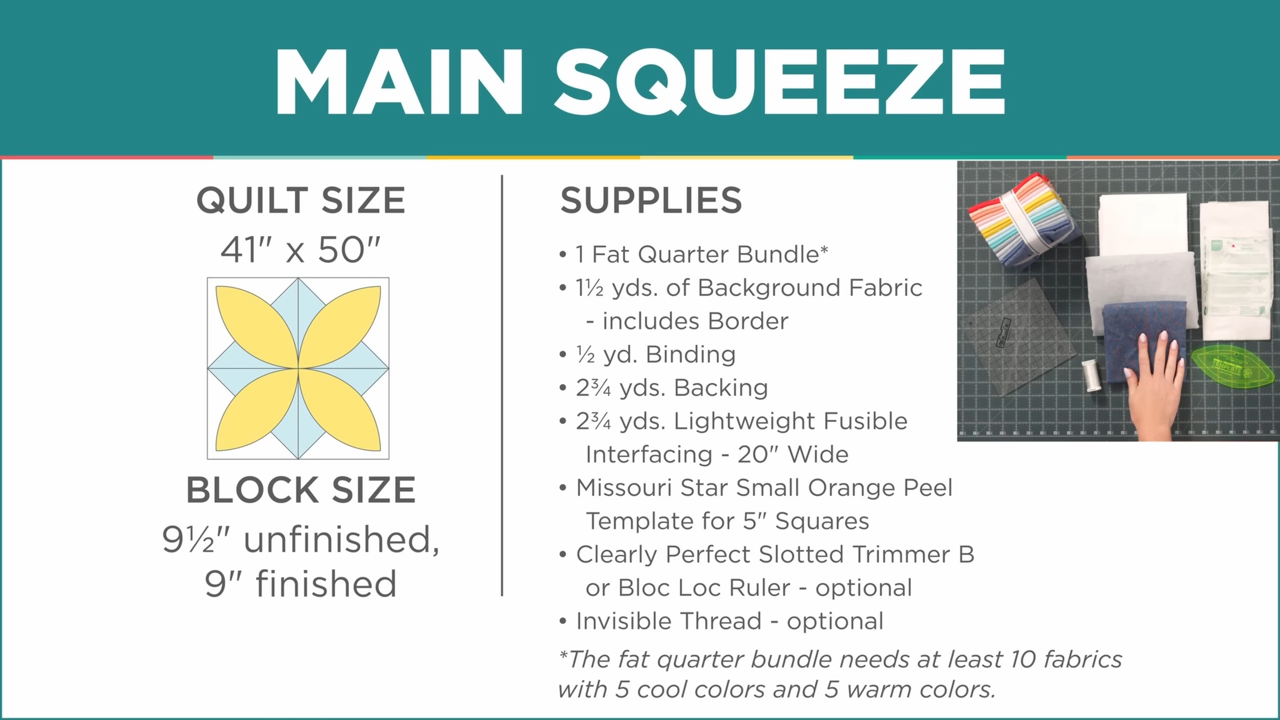 MAIN SQUEEZE
QUILT SIZE
41" x 50"
BLOCK SIZE
9½" unfinished,
9" finished
SUPPLIES
• 1 Fat Quarter Bundle*
• 1½ yds. of Background Fabric
- includes Border
• ½ yd. Binding
• 2¾ yds. Backing
• 2¾ yds. Lightweight Fusible
Interfacing - 20" Wide
• Missouri Star Small Orange Peel
Template for 5" Squares
• Clearly Perfect Slotted Trimmer B
or Bloc Loc Ruler - optional
• Invisible Thread - optional
*The fat quarter bundle needs at least 10 fabrics
with 5 cool colors and 5 warm colors.